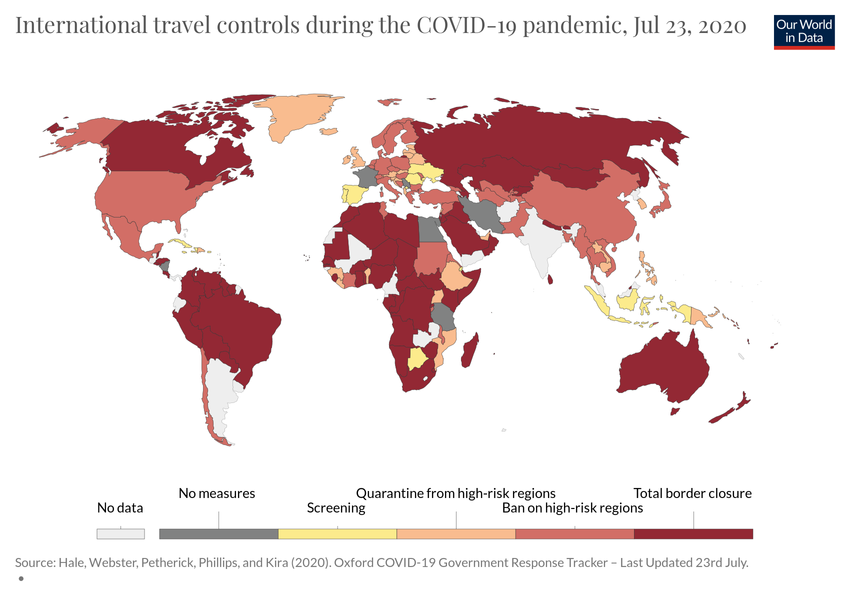 International travel controls during the COVID-19 pandemic, Jul 23, 2020
Our World
in Data
No data
No measures
Screening
Quarantine from high-risk regions
Ban on high-risk regions
Total border closure
Source: Hale, Webster, Petherick, Phillips, and Kira (2020). Oxford COVID-19 Government Response Tracker – Last Updated 23rd July.